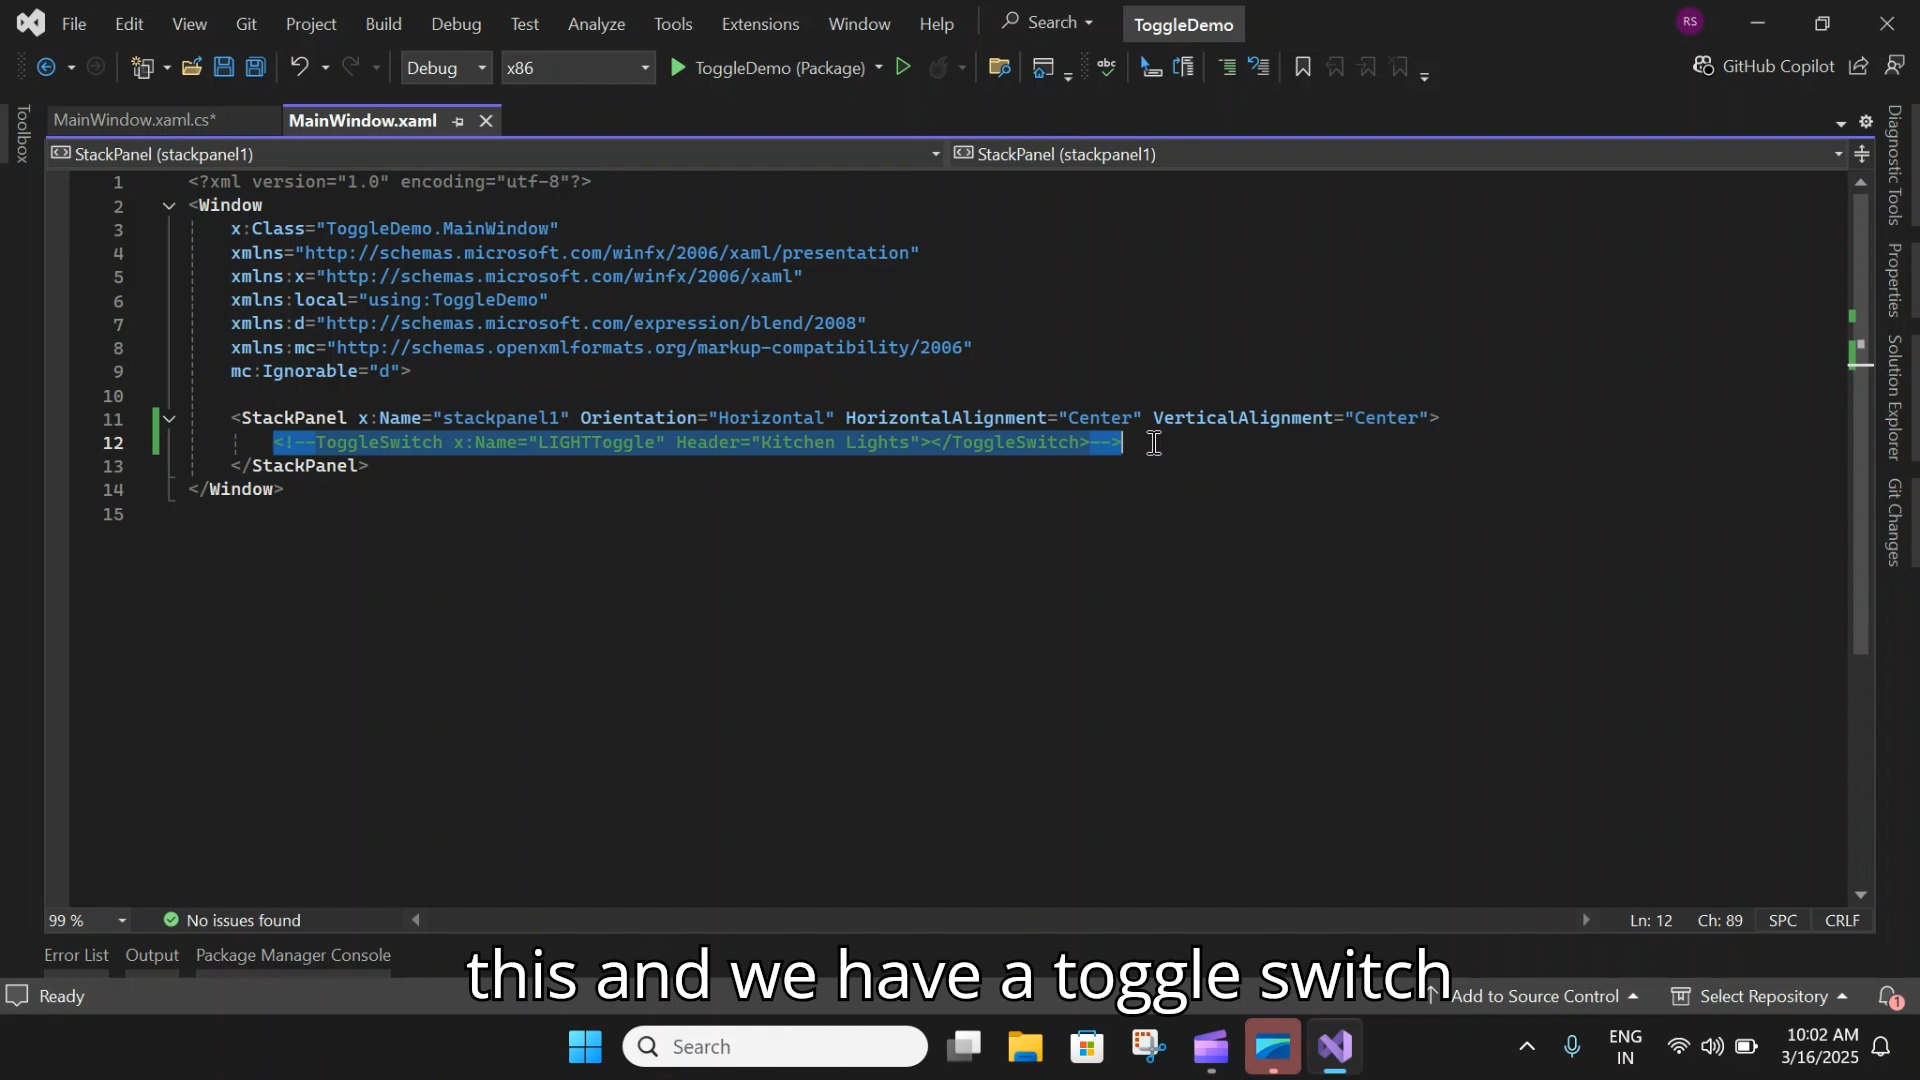 File Edit View Git Project Build Debug Test Analyze Tools Extensions Window Help Search ToggleDemo RS
Debug x86 ToggleDemo (Package) abc GitHub Copilot
MainWindow.xaml.cs* MainWindow.xaml
StackPanel (stackpanel1) StackPanel (stackpanel1)
1 <?xml version="1.0" encoding="utf-8"?>
2 <Window
3 x:Class="ToggleDemo.MainWindow"
4 xmlns="http://schemas.microsoft.com/winfx/2006/xaml/presentation"
5 xmlns:x="http://schemas.microsoft.com/winfx/2006/xaml"
6 xmlns:local="using:ToggleDemo"
7 xmlns:d="http://schemas.microsoft.com/expression/blend/2008"
8 xmlns:mc="http://schemas.openxmlformats.org/markup-compatibility/2006"
9 mc:Ignorable="d">
10
11 <StackPanel x:Name="stackpanel1" Orientation="Horizontal" HorizontalAlignment="Center" VerticalAlignment="Center">
12 <!--ToggleSwitch x:Name="LIGHTToggle" Header="Kitchen Lights"></ToggleSwitch>-->
13 </StackPanel>
14 </Window>
15
Toolbox
Diagnostic Tools
Properties
Solution Explorer
Git Changes
99 % No issues found Ln: 12 Ch: 89 SPC CRLF
Error List Output Package Manager Console
this and we have a toggle switch
Ready Add to Source Control Select Repository 1
Search ENG 10:02 AM
IN 3/16/2025